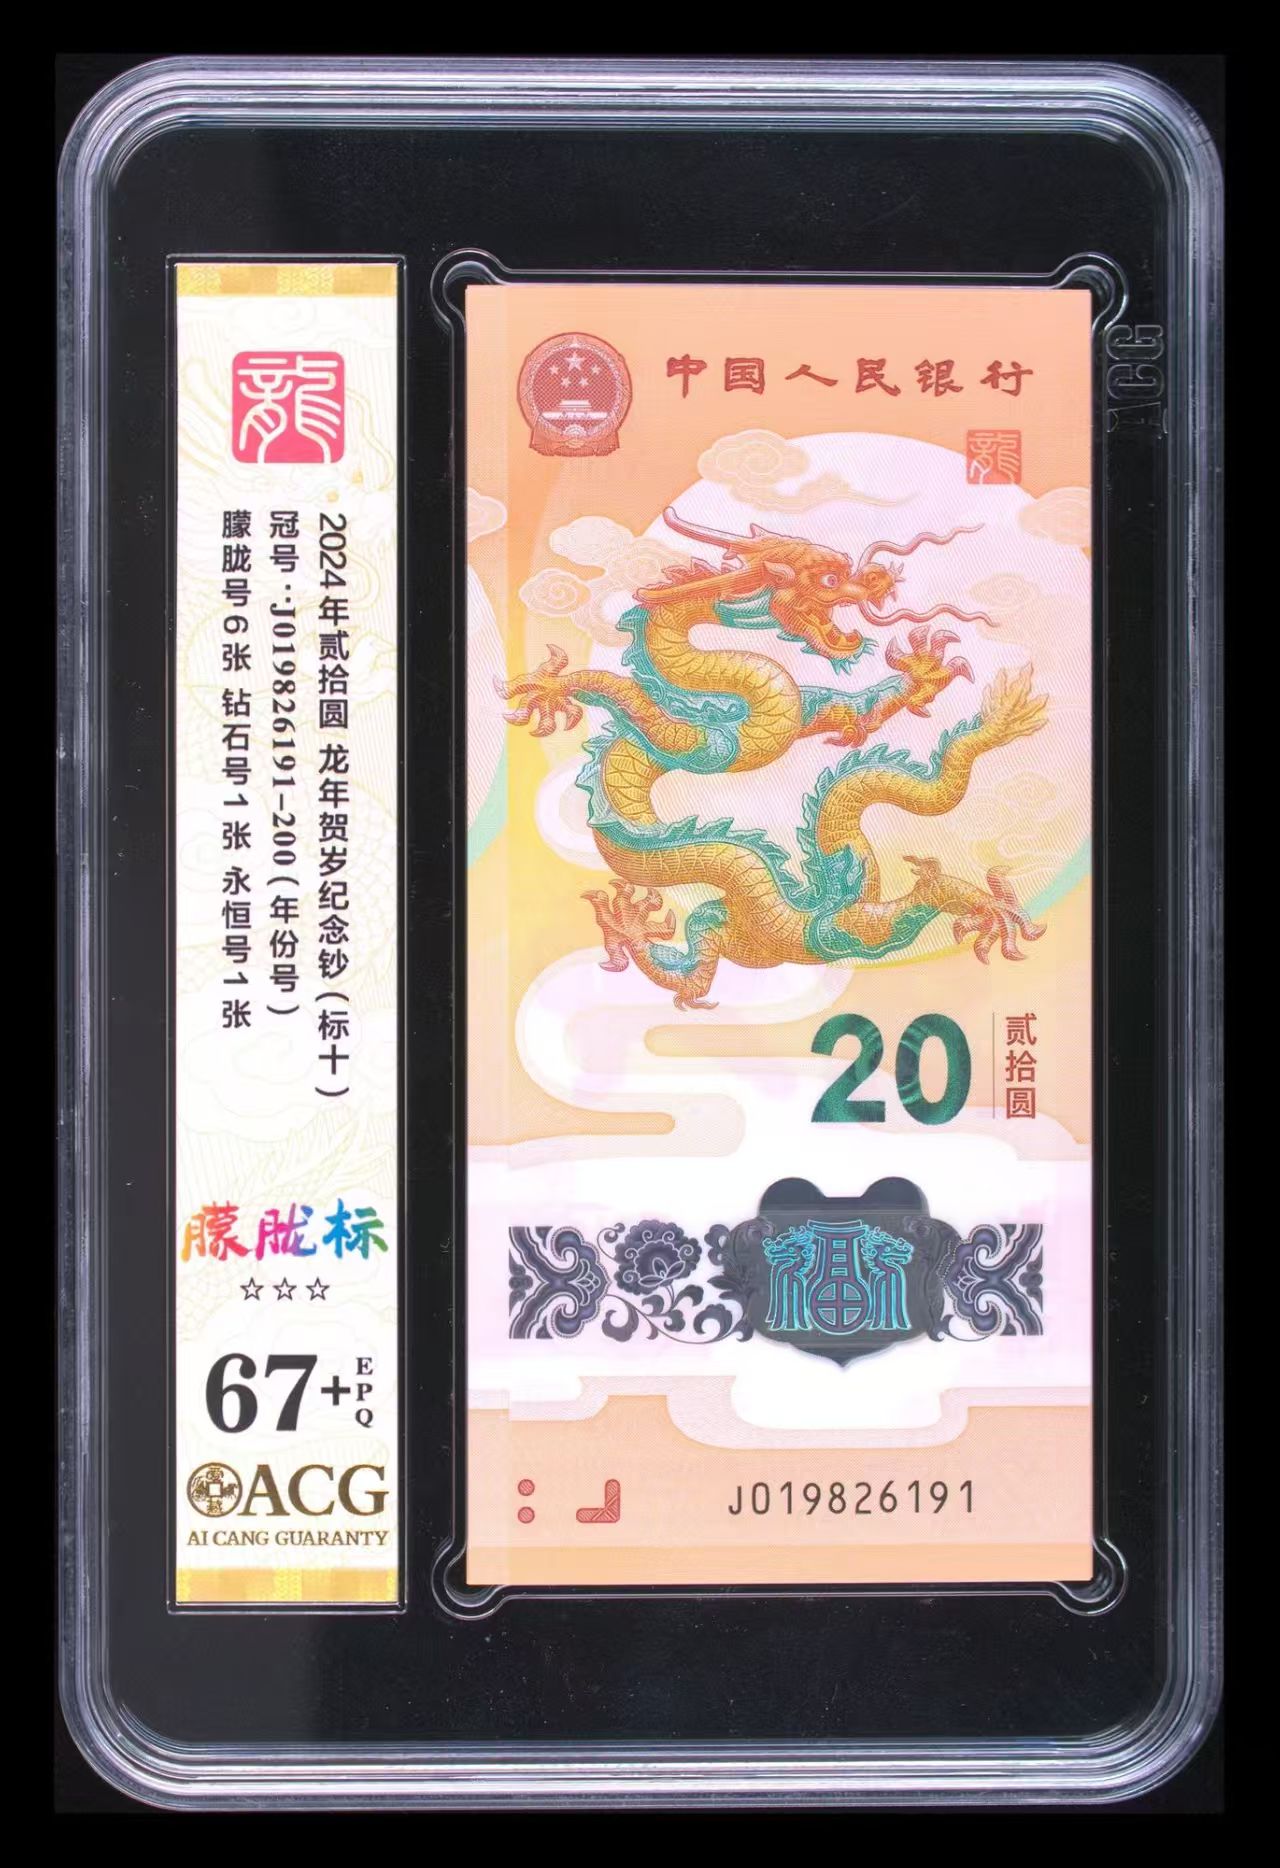 龍
2024年贰拾圆 龙年贺岁纪念钞(标十)
冠号:J019826191-200(年份号)
朦胧号6张 钻石号1张 永恒号1张
朦胧标
67+
EPQ
ACG
AI CANG GUARANTY
中国人民银行
龍
20
贰拾圆
福
J019826191
ACG